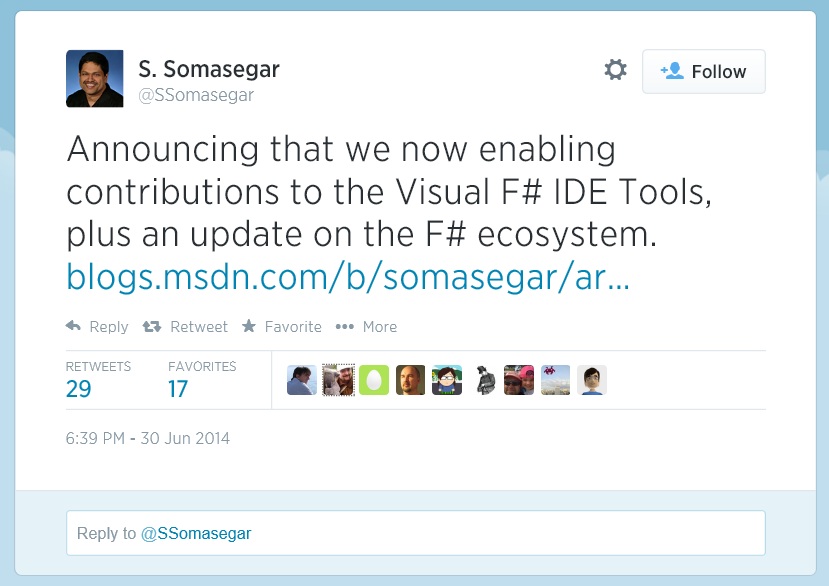 S. Somasegar
@SSomasegar
Follow
Announcing that we now enabling
contributions to the Visual F# IDE Tools,
plus an update on the F# ecosystem.
blogs.msdn.com/b/somasegar/ar...
Reply Retweet Favorite More
RETWEETS FAVORITES
29 17
6:39 PM - 30 Jun 2014
Reply to @SSomasegar